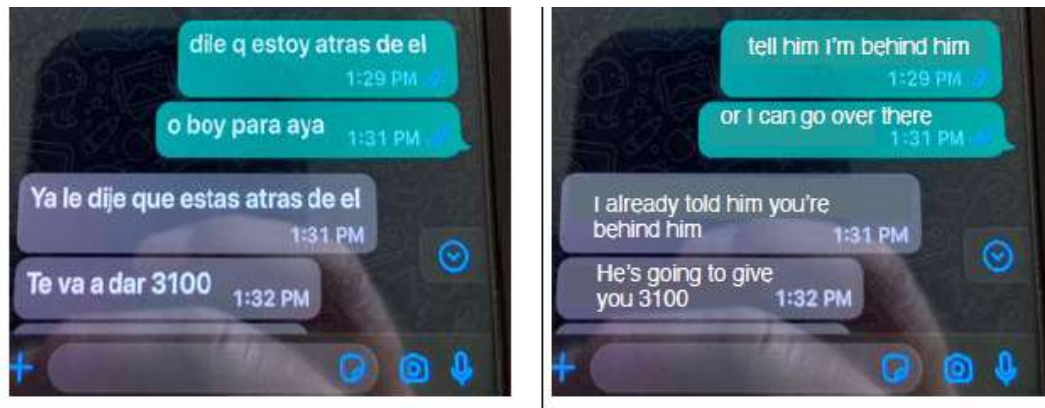 dile q estoy atras de el
1:29 PM
o boy para aya
1:31 PM
Ya le dije que estas atras de el
1:31 PM
Te va a dar 3100
1:32 PM
tell him I'm behind him
1:29 PM
or I can go over there
1:31 PM
I already told him you're
behind him
1:31 PM
He's going to give
you 3100
1:32 PM